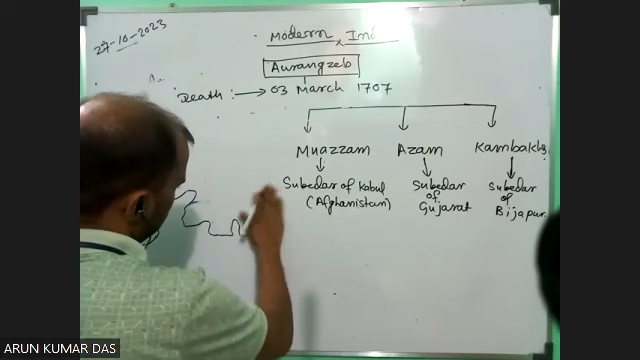 27-10-2023
Modern Ind
Aurangzeb
Death :→ 03 March 1707
Muazzam Azam Kambakhs
Subedar of Kabul Subedar Subedar
(Afghanistan) of of
Gujarat Bijapur
ARUN KUMAR DAS